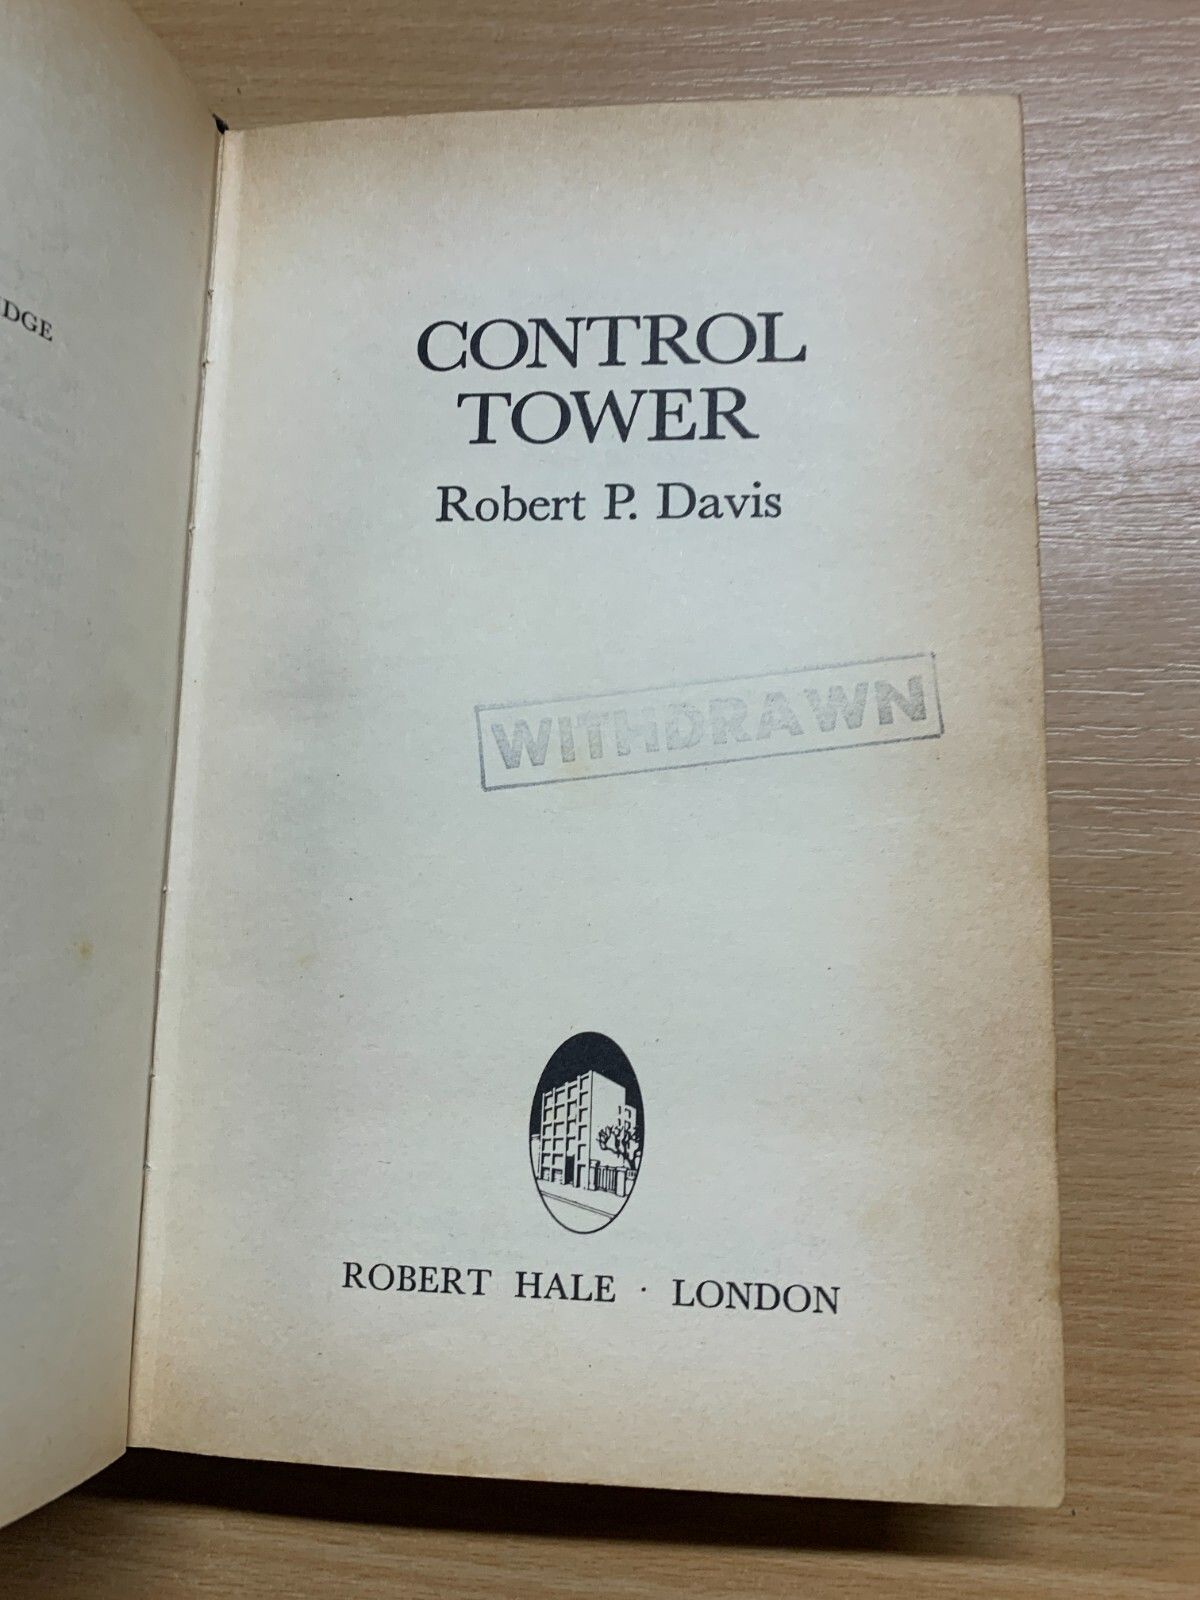 CONTROL
TOWER
Robert P. Davis
WITHDRAWN
ROBERT HALE · LONDON